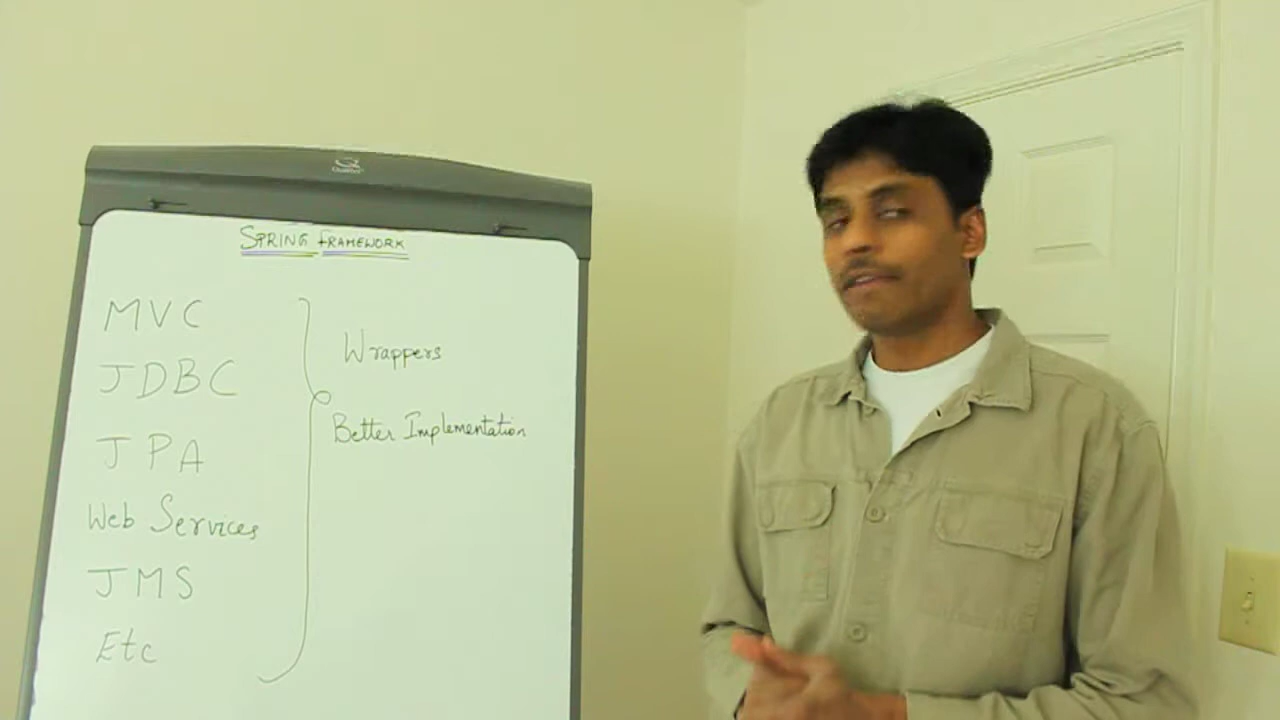 SPRING FRAMEWORK
MVC
JDBC
JPA
Web Services
JMS
Etc
Wrappers
Better Implementation